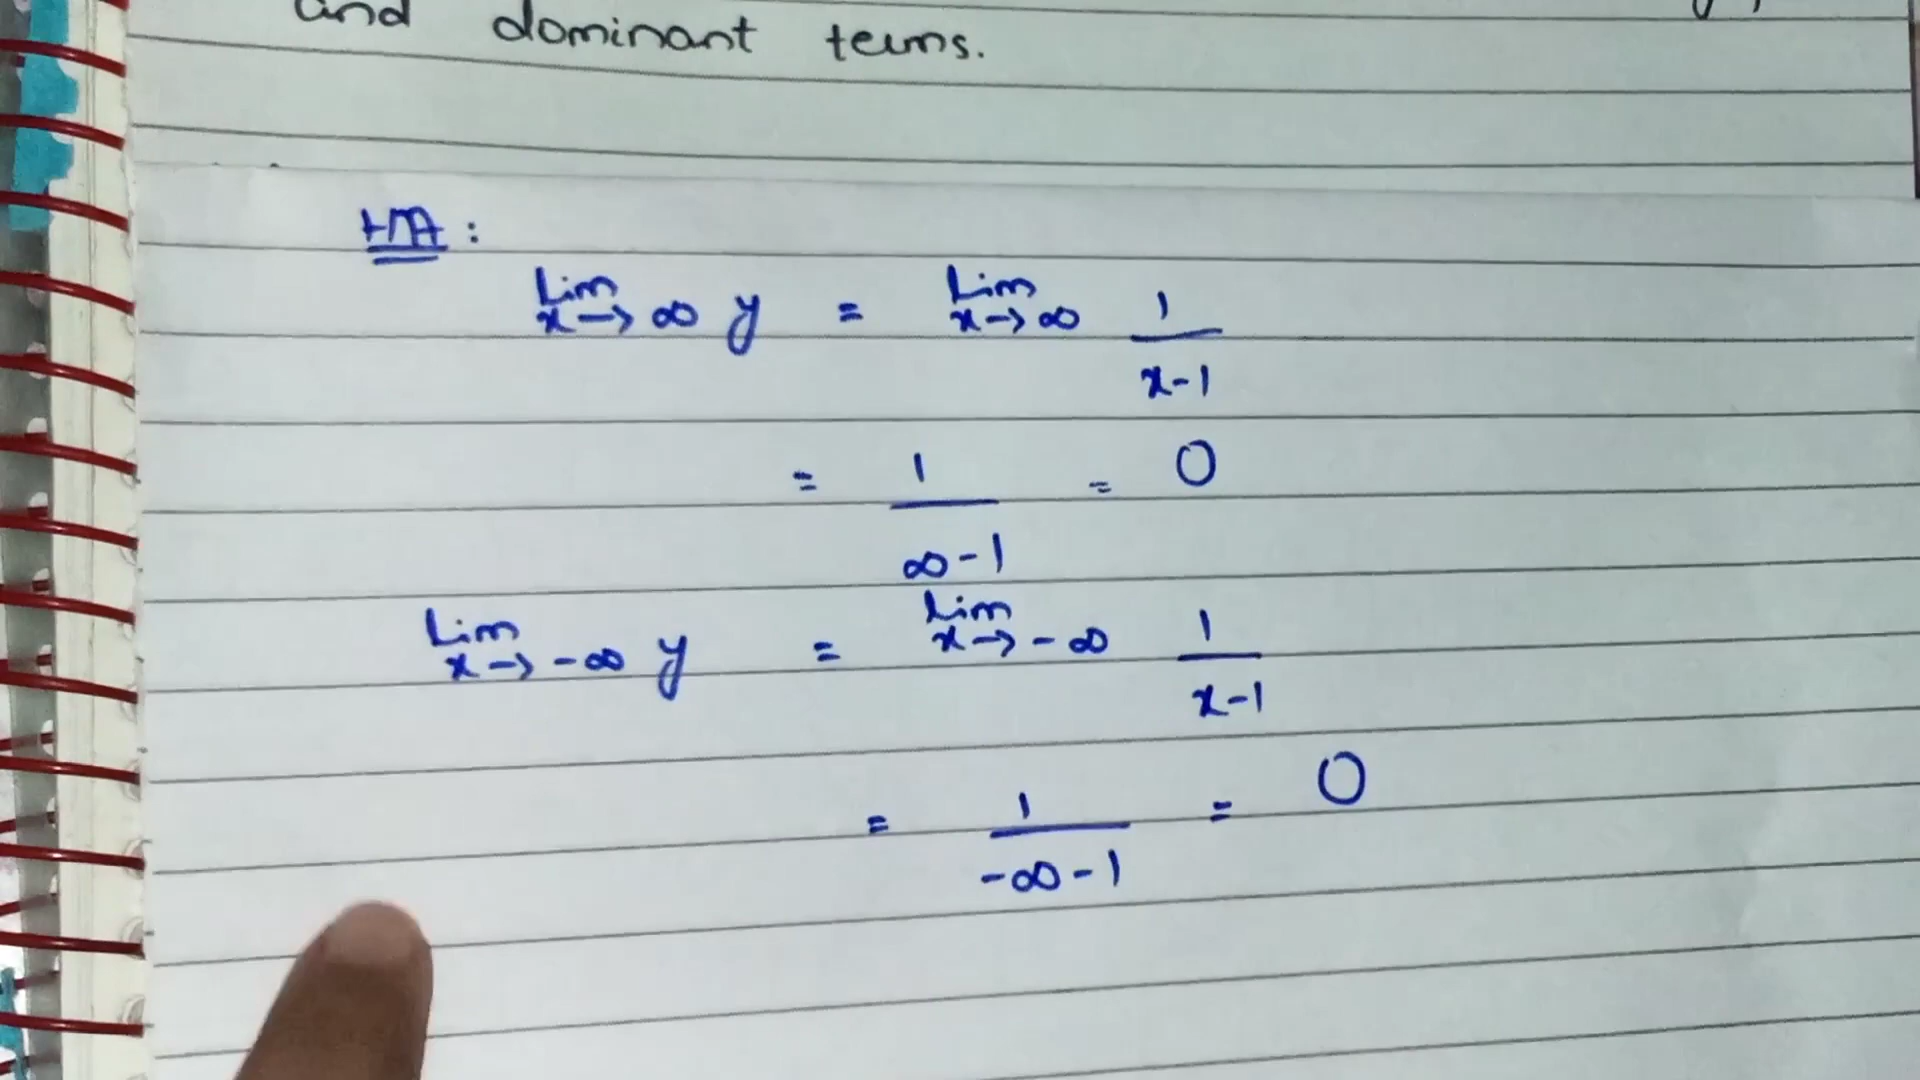 and dominant terms.
HA :
Lim x→∞ y = Lim x→∞ 1/(x-1)
= 1/(∞-1) = 0
Lim x→-∞ y = Lim x→-∞ 1/(x-1)
= 1/(-∞-1) = 0